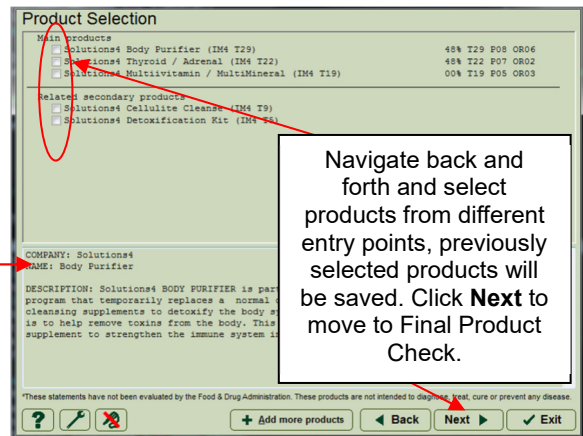 Product Selection
Main products
Solutions4 Body Purifier (IM4 T29) 48% T29 P08 OR06
Solutions4 Thyroid / Adrenal (IM4 T22) 48% T22 P07 OR02
Solutions4 Multiivitamin / MultiMineral (IM4 T19) 00% T19 P05 OR03
Related secondary products
Solutions4 Cellulite Cleanse (IM4 T9)
Solutions4 Detoxification Kit (IM4 T5)
Navigate back and
forth and select
products from different
entry points, previously
selected products will
be saved. Click Next to
move to Final Product
Check.
COMPANY: Solutions4
NAME: Body Purifier
DESCRIPTION: Solutions4 BODY PURIFIER is part
program that temporarily replaces a normal
cleansing supplements to detoxify the body
is to help remove toxins from the body. This
supplement to strengthen the immune system
*These statements have not been evaluated by the Food & Drug Administration. These products are not intended to diagnose, treat, cure or prevent any disease.
? + Add more products Back Next Exit